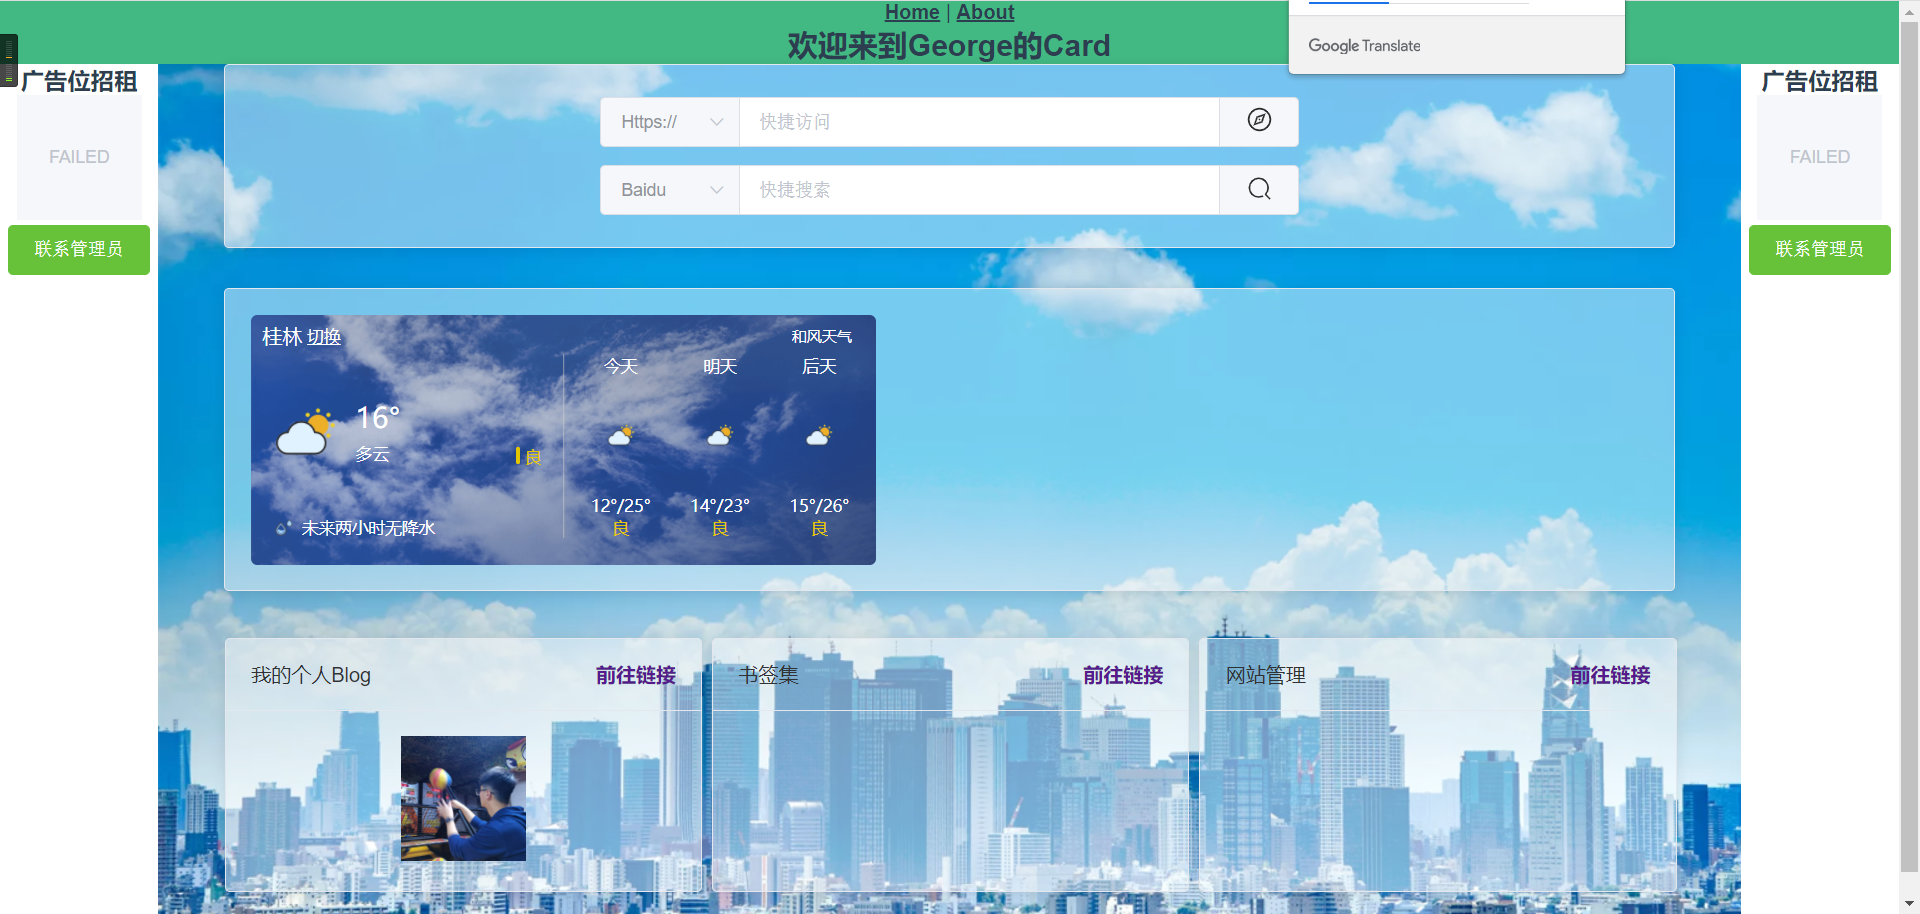 Home | About
欢迎来到George的Card
Google Translate
广告位招租
FAILED
联系管理员
Https://
快捷访问
Baidu
快捷搜索
广告位招租
FAILED
联系管理员
桂林 切换
和风天气
16°
多云
良
未来两小时无降水
今天 明天 后天
12°/25° 14°/23° 15°/26°
良 良 良
我的个人Blog
前往链接
书签集
前往链接
网站管理
前往链接